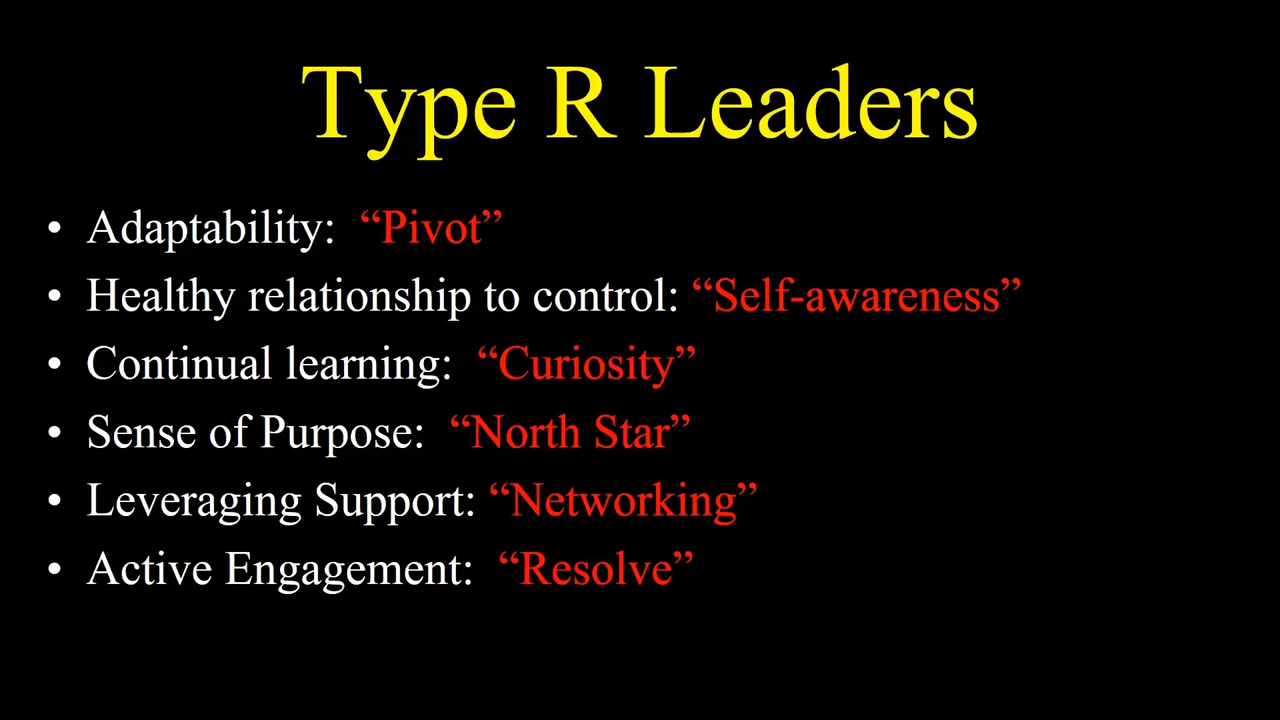 Type R Leaders
• Adaptability: “Pivot”
• Healthy relationship to control: “Self-awareness”
• Continual learning: “Curiosity”
• Sense of Purpose: “North Star”
• Leveraging Support: “Networking”
• Active Engagement: “Resolve”